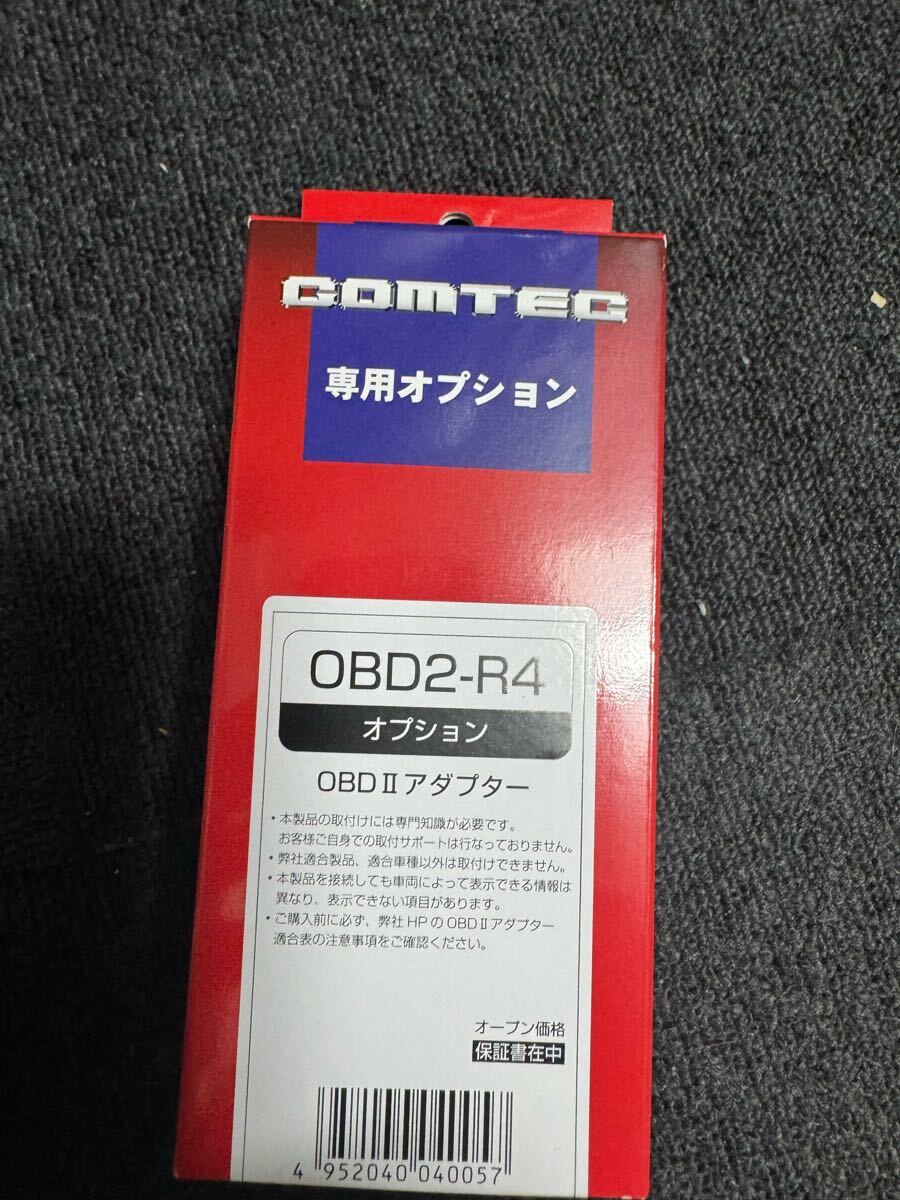 COMTEC
専用オプション
OBD2-R4
オプション
OBDⅡアダプター
・本製品の取付けには専門知識が必要です。
お客様ご自身での取付サポートは行なっておりません。
・弊社適合製品、適合車種以外は取付けできません。
・本製品を接続しても車両によって表示できる情報は
異なり、表示できない項目があります。
・ご購入前に必ず、弊社HPのOBDⅡアダプター
適合表の注意事項をご確認ください。
オープン価格
保証書在中
4 952040 040057